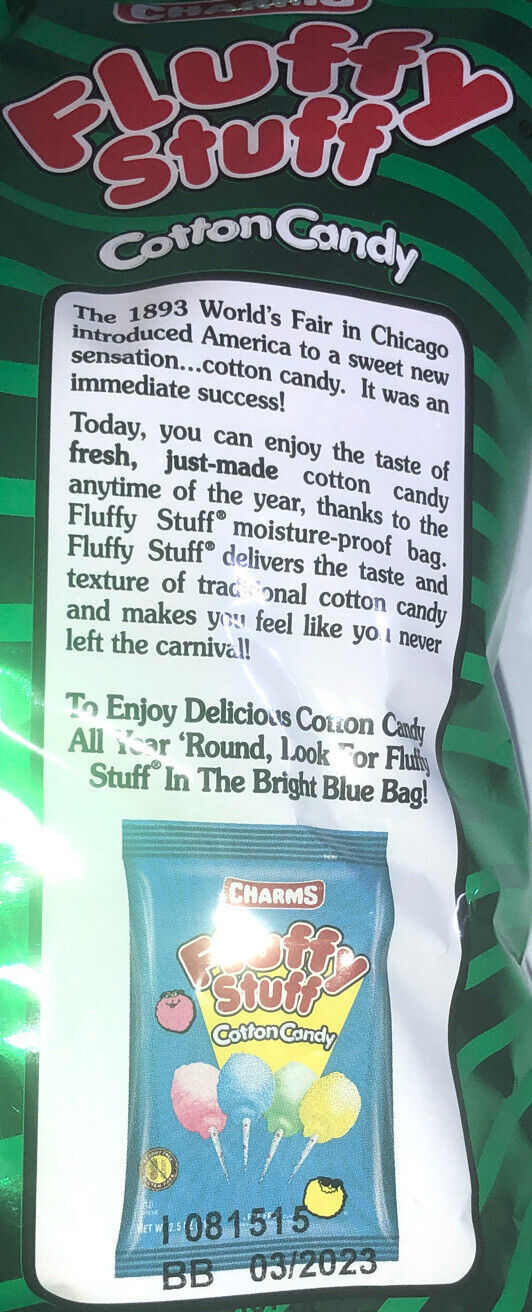 Fluffy
Stuff
Cotton Candy
The 1893 World's Fair in Chicago
introduced America to a sweet new
sensation...cotton candy. It was an
immediate success!
Today, you can enjoy the taste of
fresh, just-made cotton candy
anytime of the year, thanks to the
Fluffy Stuff® moisture-proof bag.
Fluffy Stuff® delivers the taste and
texture of traditional cotton candy
and makes you feel like you never
left the carnival!
To Enjoy Delicious Cotton Candy
All Year 'Round, Look For Fluffy
Stuff® In The Bright Blue Bag!
CHARMS
Fluffy
Stuff
Cotton Candy
NET W 2.5
I 081515
BB 03/2023